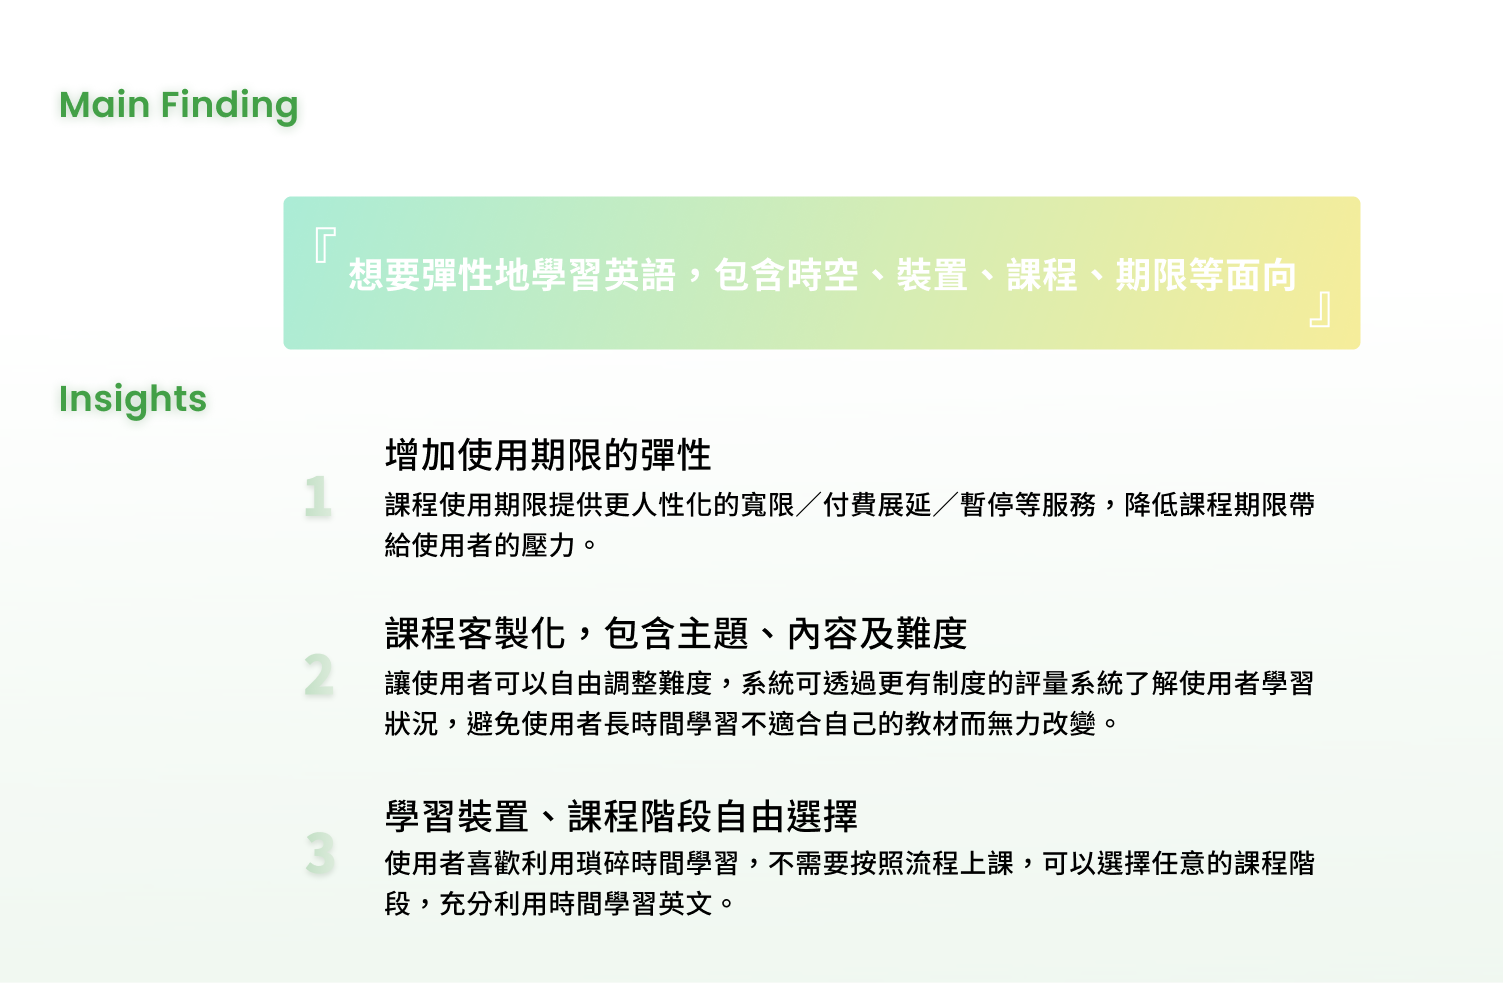 Main Finding
『想要彈性地學習英語，包含時空、裝置、課程、期限等面向』
Insights
1
增加使用期限的彈性
課程使用期限提供更人性化的寬限／付費展延／暫停等服務，降低課程期限帶
給使用者的壓力。
2
課程客製化，包含主題、內容及難度
讓使用者可以自由調整難度，系統可透過更有制度的評量系統了解使用者學習
狀況，避免使用者長時間學習不適合自己的教材而無力改變。
3
學習裝置、課程階段自由選擇
使用者喜歡利用瑣碎時間學習，不需要按照流程上課，可以選擇任意的課程階
段，充分利用時間學習英文。